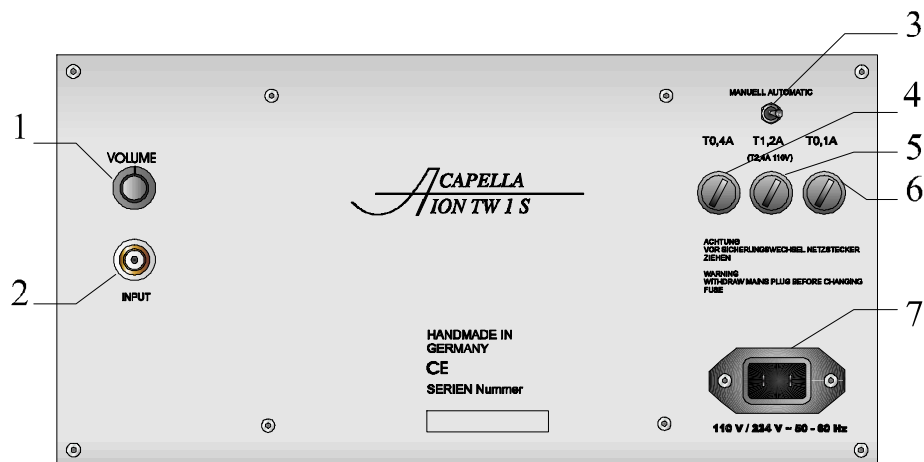 3
MANUELL AUTOMATIC
4
T0,4A T1,2A T0,1A
(T2,4A 110V)
5
6
1
VOLUME
ACAPELLA
ION TW 1 S
2
INPUT
ACHTUNG
VOR SICHERUNGSWECHSEL NETZSTECKER
ZIEHEN
WARNING
WITHDRAW MAINS PLUG BEFORE CHANGING
FUSE
7
HANDMADE IN
GERMANY
CE
SERIEN Nummer
110 V / 234 V ~ 50 - 60 Hz